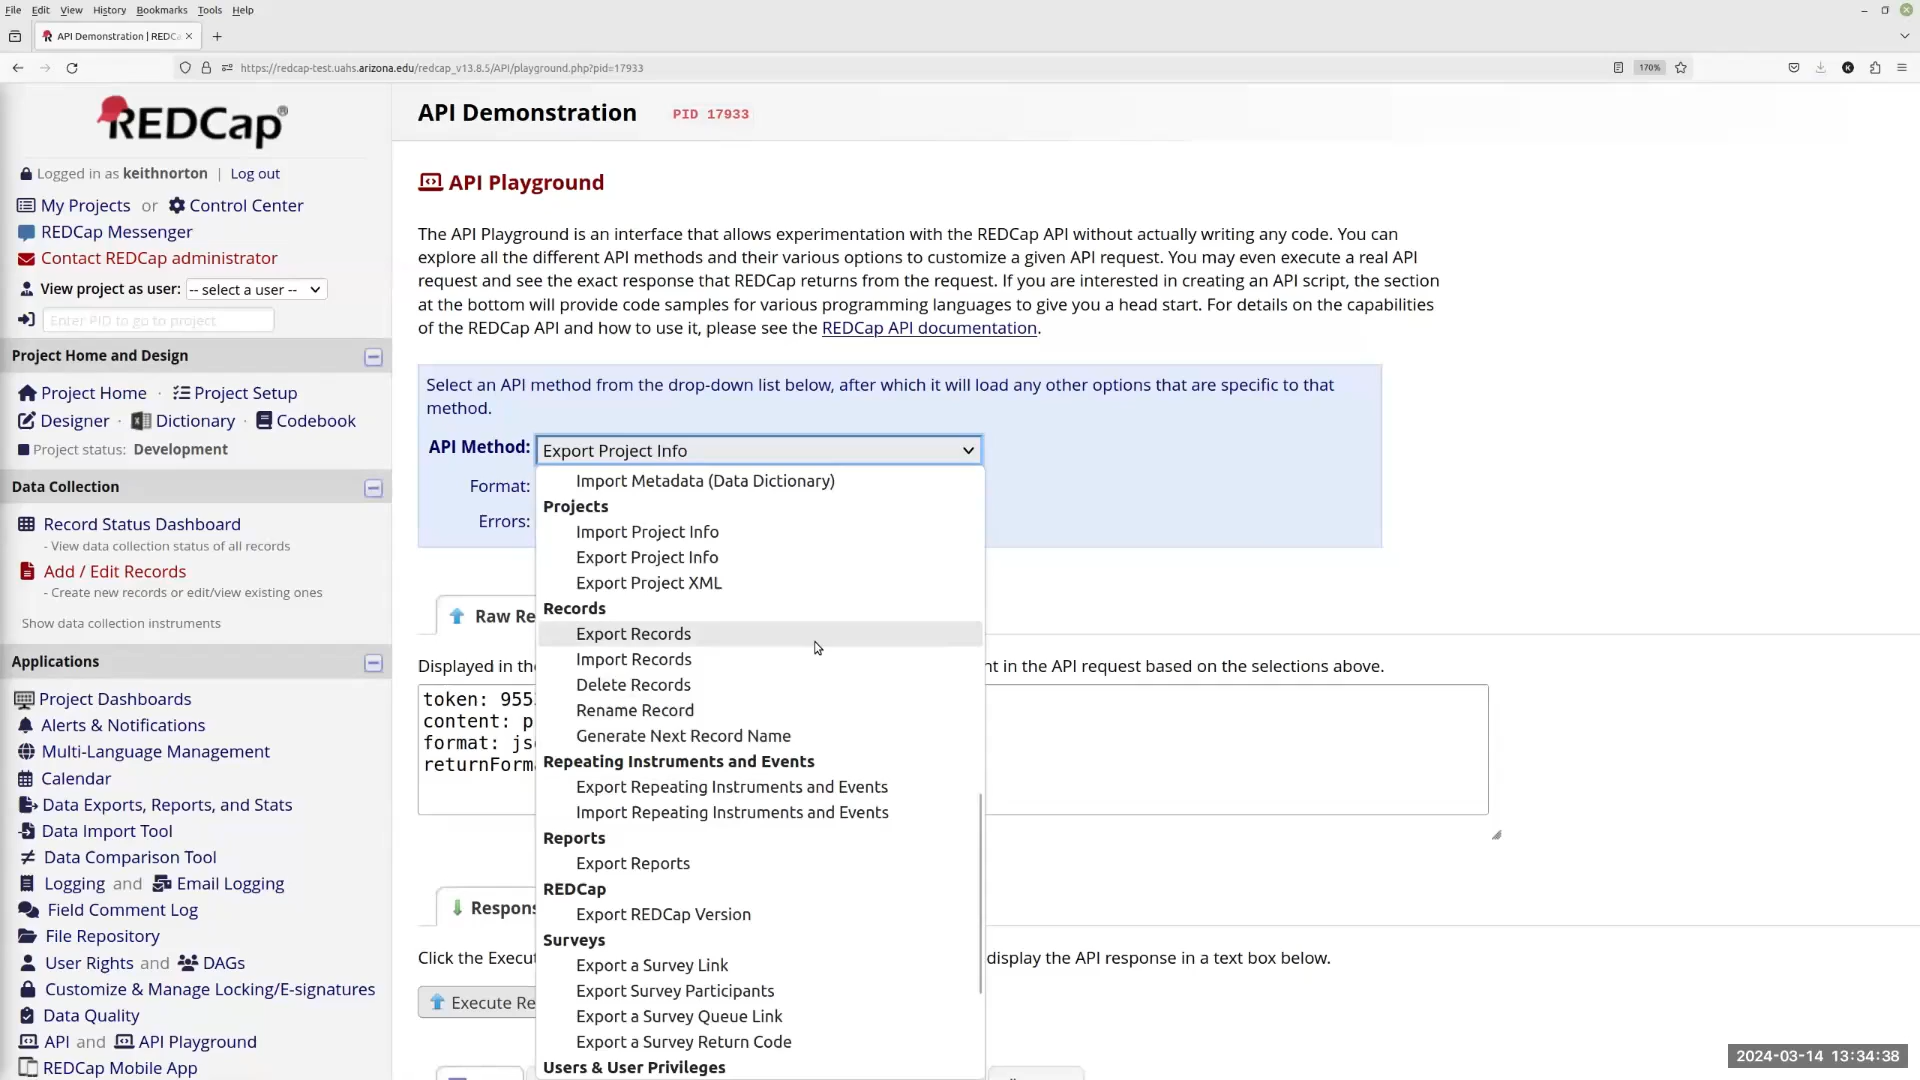 File Edit View History Bookmarks Tools Help
API Demonstration | REDC
https://redcap-test.uahs.arizona.edu/redcap_v13.8.5/API/playground.php?pid=17933
170%
REDCap®
Logged in as keithnorton | Log out
My Projects or Control Center
REDCap Messenger
Contact REDCap administrator
View project as user: -- select a user --
Enter PID to go to project
Project Home and Design
Project Home · Project Setup
Designer · Dictionary · Codebook
Project status: Development
Data Collection
Record Status Dashboard
- View data collection status of all records
Add / Edit Records
- Create new records or edit/view existing ones
Show data collection instruments
Applications
Project Dashboards
Alerts & Notifications
Multi-Language Management
Calendar
Data Exports, Reports, and Stats
Data Import Tool
Data Comparison Tool
Logging and Email Logging
Field Comment Log
File Repository
User Rights and DAGs
Customize & Manage Locking/E-signatures
Data Quality
API and API Playground
REDCap Mobile App
API Demonstration PID 17933
API Playground
The API Playground is an interface that allows experimentation with the REDCap API without actually writing any code. You can
explore all the different API methods and their various options to customize a given API request. You may even execute a real API
request and see the exact response that REDCap returns from the request. If you are interested in creating an API script, the section
at the bottom will provide code samples for various programming languages to give you a head start. For details on the capabilities
of the REDCap API and how to use it, please see the REDCap API documentation.
Select an API method from the drop-down list below, after which it will load any other options that are specific to that
method.
API Method: Export Project Info
Format:
Errors:
Import Metadata (Data Dictionary)
Projects
Import Project Info
Export Project Info
Export Project XML
Records
Export Records
Import Records
Delete Records
Rename Record
Generate Next Record Name
Repeating Instruments and Events
Export Repeating Instruments and Events
Import Repeating Instruments and Events
Reports
Export Reports
REDCap
Export REDCap Version
Surveys
Export a Survey Link
Export Survey Participants
Export a Survey Queue Link
Export a Survey Return Code
Users & User Privileges
Raw Re
Displayed in the nt in the API request based on the selections above.
token: 955
content: p
format: js
returnForm
Respon
Click the Execut display the API response in a text box below.
Execute Re
2024-03-14 13:34:38